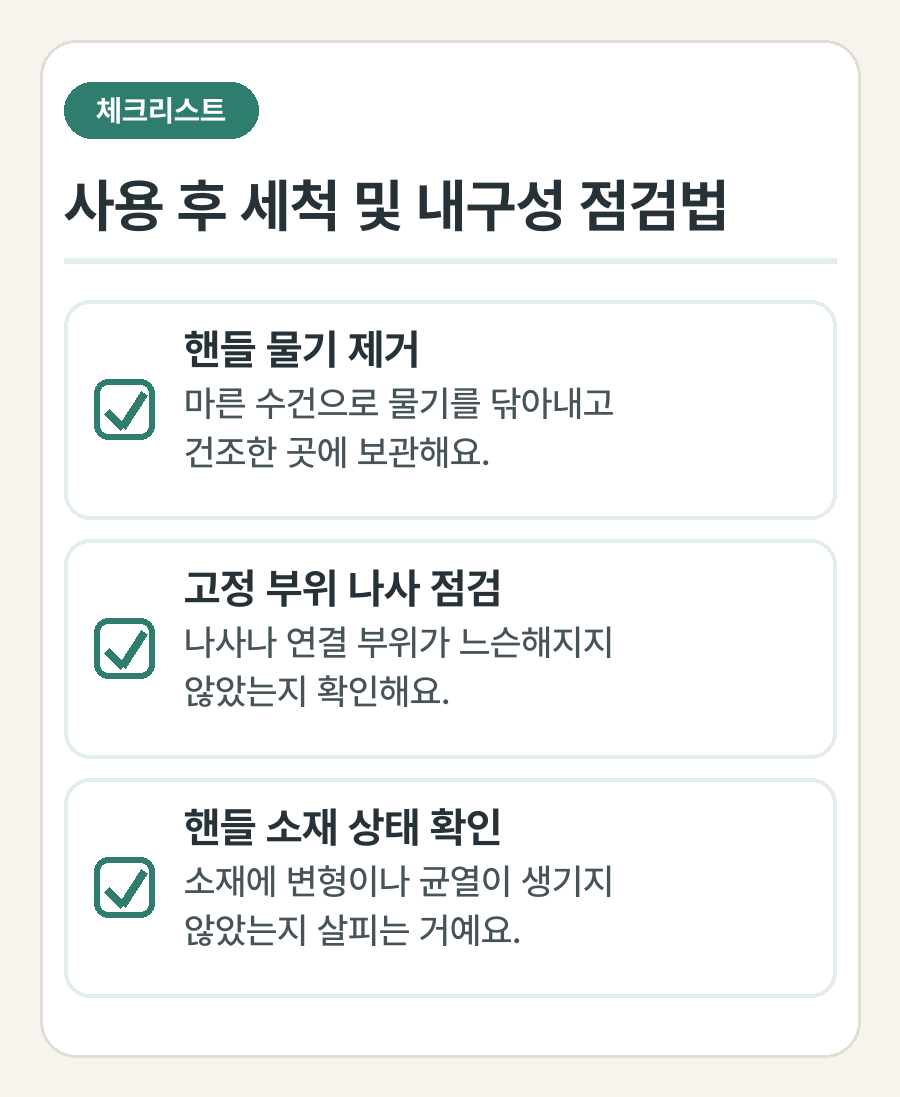 체크리스트
사용 후 세척 및 내구성 점검법
핸들 물기 제거
마른 수건으로 물기를 닦아내고
건조한 곳에 보관해요.
고정 부위 나사 점검
나사나 연결 부위가 느슨해지지
않았는지 확인해요.
핸들 소재 상태 확인
소재에 변형이나 균열이 생기지
않았는지 살피는 거예요.